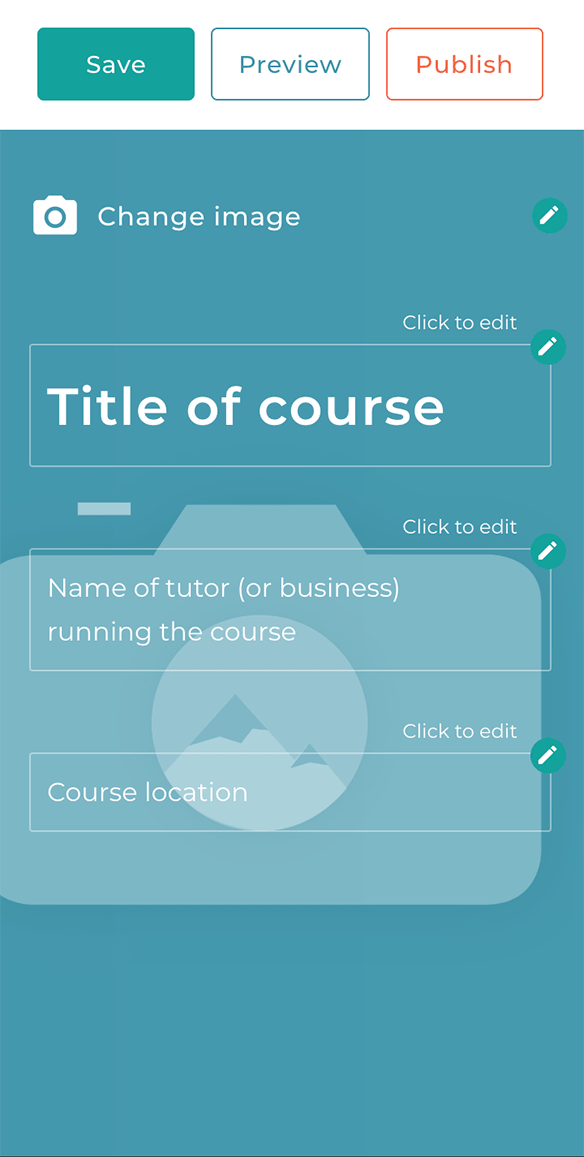 Save
Preview
Publish
Change image
Click to edit
Title of course
Click to edit
Name of tutor (or business)
running the course
Click to edit
Course location